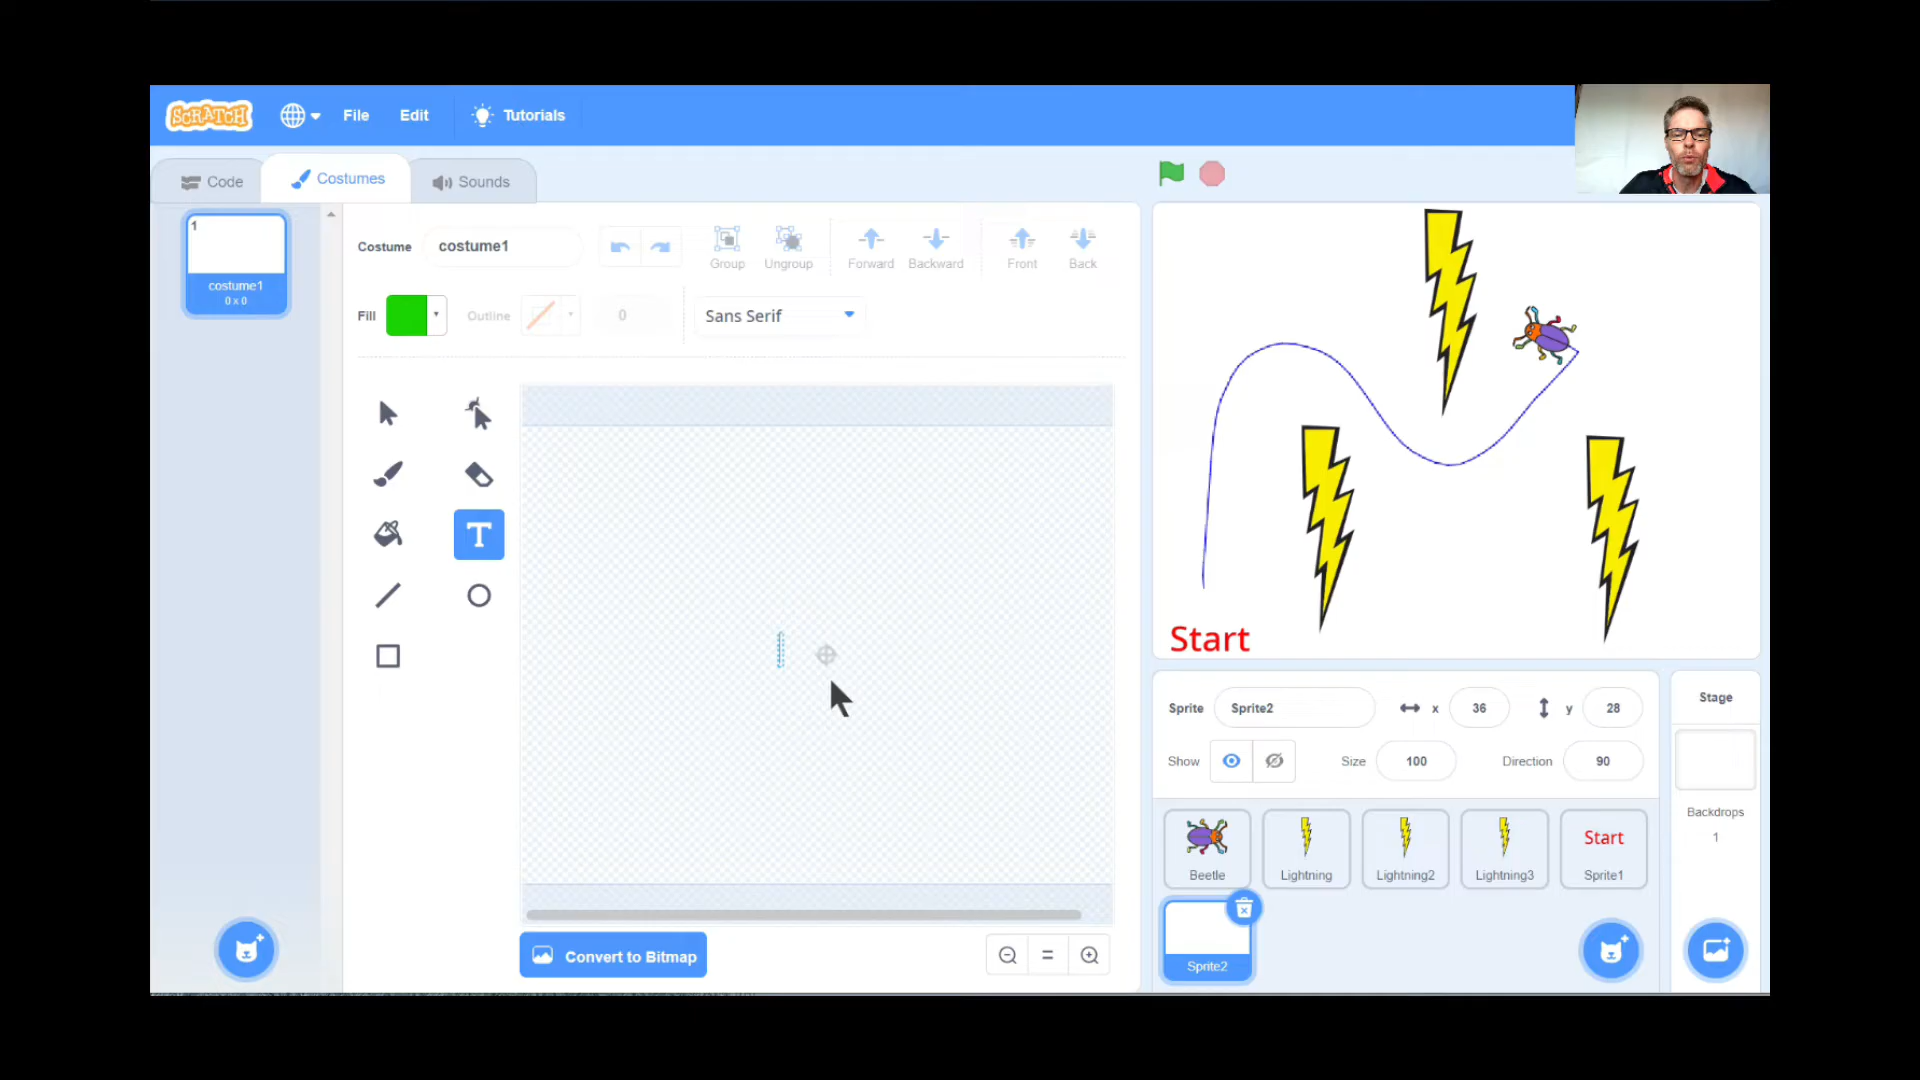 SCRATCH File Edit Tutorials
Code Costumes Sounds
1
costume1
0 x 0
Costume costume1
Group Ungroup Forward Backward Front Back
Fill Outline 0 Sans Serif
T
Convert to Bitmap
Start
Sprite Sprite2 x 36 y 28
Show Size 100 Direction 90
Beetle Lightning Lightning2 Lightning3 Start
Sprite1
Sprite2
Stage
Backdrops
1